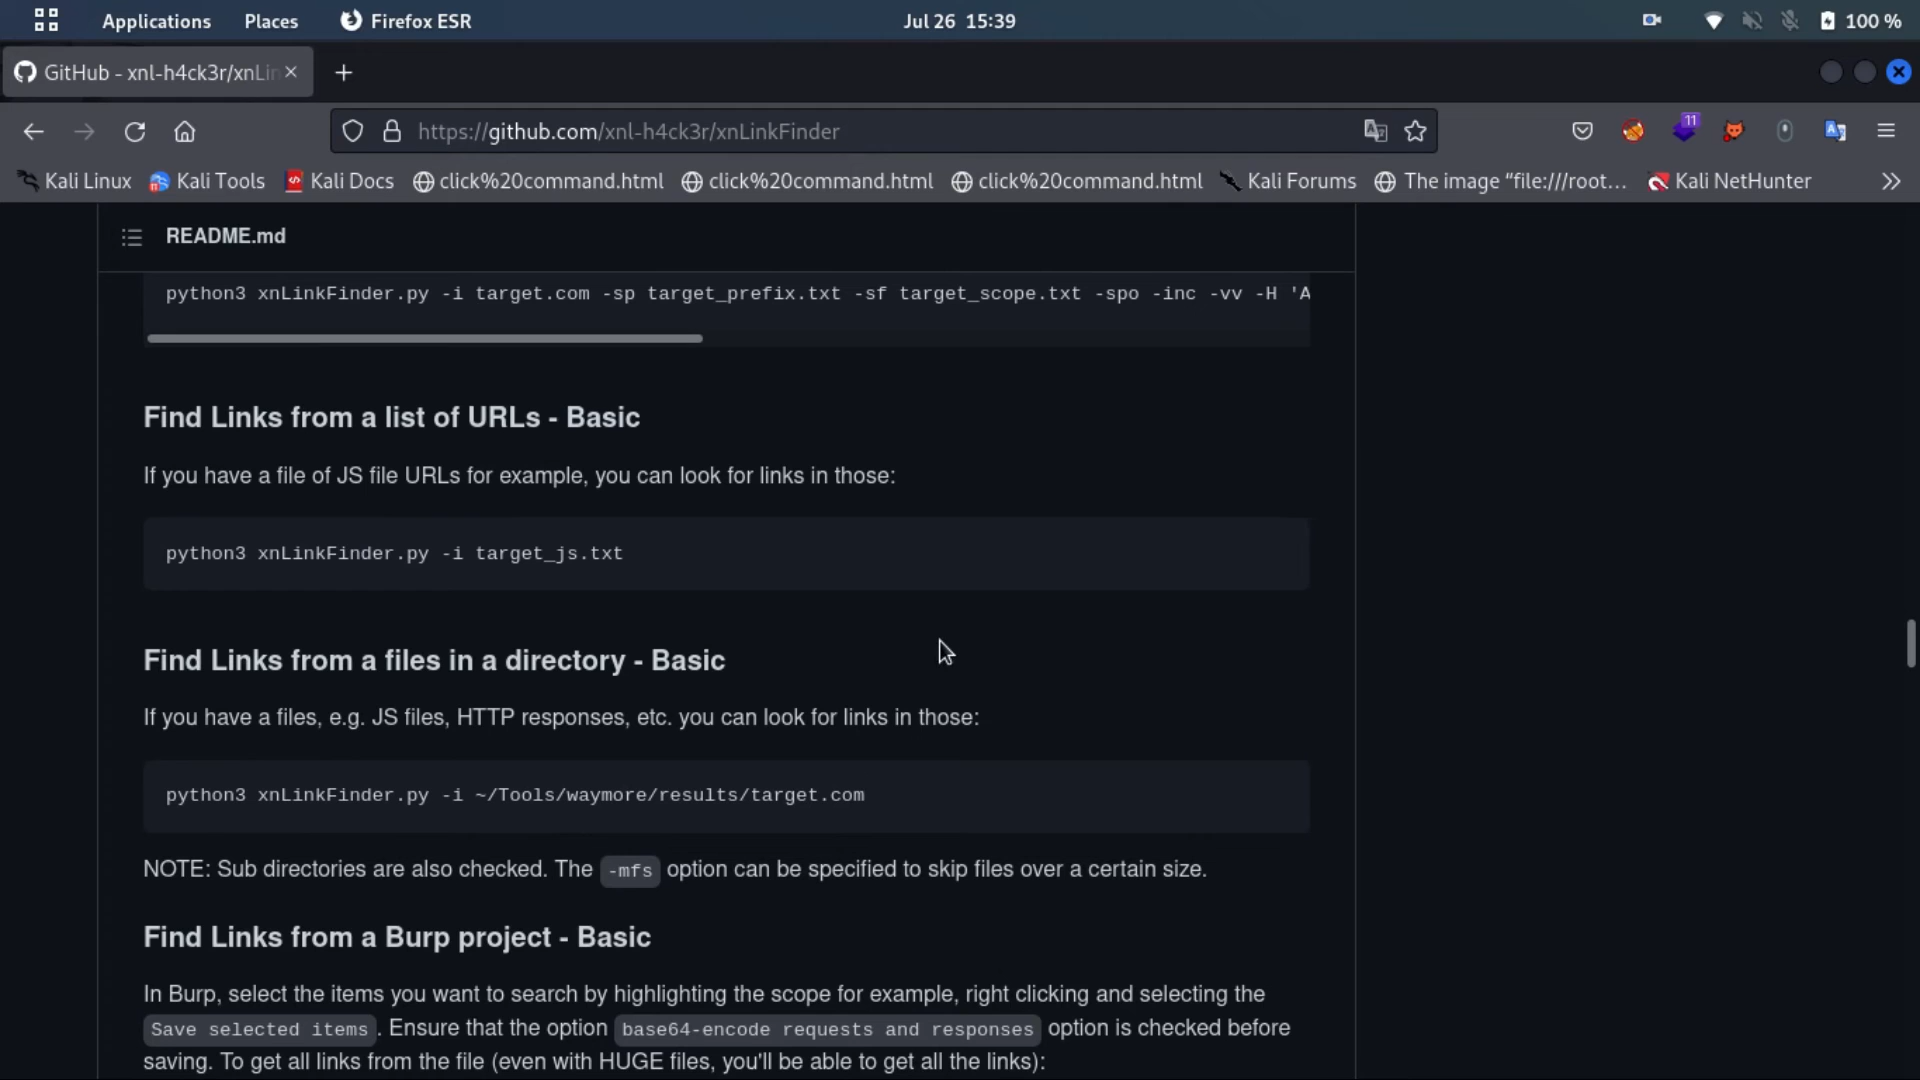 Applications Places Firefox ESR Jul 26 15:39 100 %
GitHub - xnl-h4ck3r/xnLin
https://github.com/xnl-h4ck3r/xnLinkFinder 11
Kali Linux Kali Tools Kali Docs click%20command.html click%20command.html click%20command.html Kali Forums The image "file:///root... Kali NetHunter
README.md
python3 xnLinkFinder.py -i target.com -sp target_prefix.txt -sf target_scope.txt -spo -inc -vv -H 'A
Find Links from a list of URLs - Basic
If you have a file of JS file URLs for example, you can look for links in those:
python3 xnLinkFinder.py -i target_js.txt
Find Links from a files in a directory - Basic
If you have a files, e.g. JS files, HTTP responses, etc. you can look for links in those:
python3 xnLinkFinder.py -i ~/Tools/waymore/results/target.com
NOTE: Sub directories are also checked. The -mfs option can be specified to skip files over a certain size.
Find Links from a Burp project - Basic
In Burp, select the items you want to search by highlighting the scope for example, right clicking and selecting the
Save selected items . Ensure that the option base64-encode requests and responses option is checked before
saving. To get all links from the file (even with HUGE files, you'll be able to get all the links):